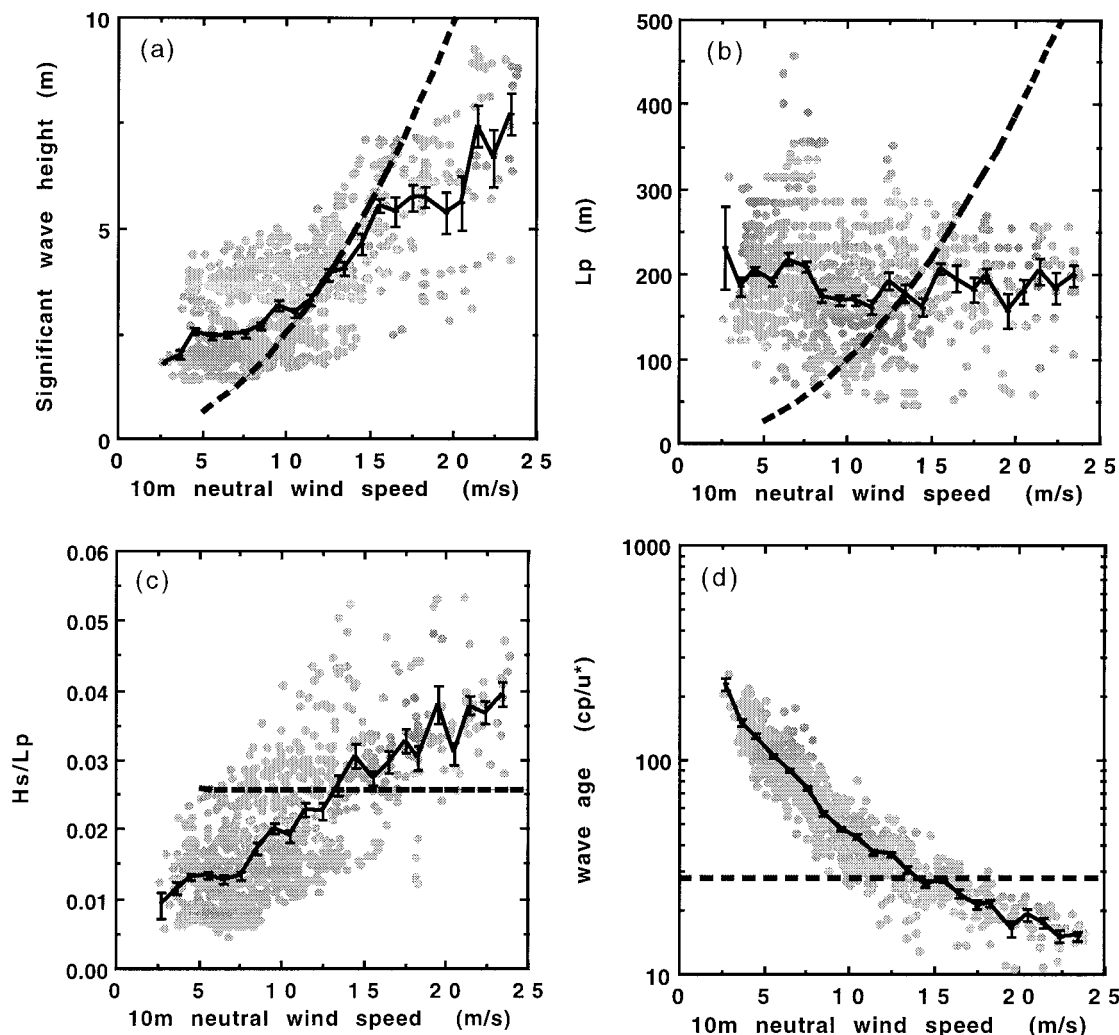 (a)
10
5
0
Significant wave height (m)
0 5 10 15 20 25
10m neutral wind speed (m/s)
(b)
500
400
300
200
100
0
Lp (m)
0 5 10 15 20 25
10m neutral wind speed (m/s)
(c)
0.06
0.05
0.04
0.03
0.02
0.01
0.00
Hs/Lp
0 5 10 15 20 25
10m neutral wind speed (m/s)
(d)
1000
100
10
wave age (cp/u*)
0 5 10 15 20 25
10m neutral wind speed (m/s)